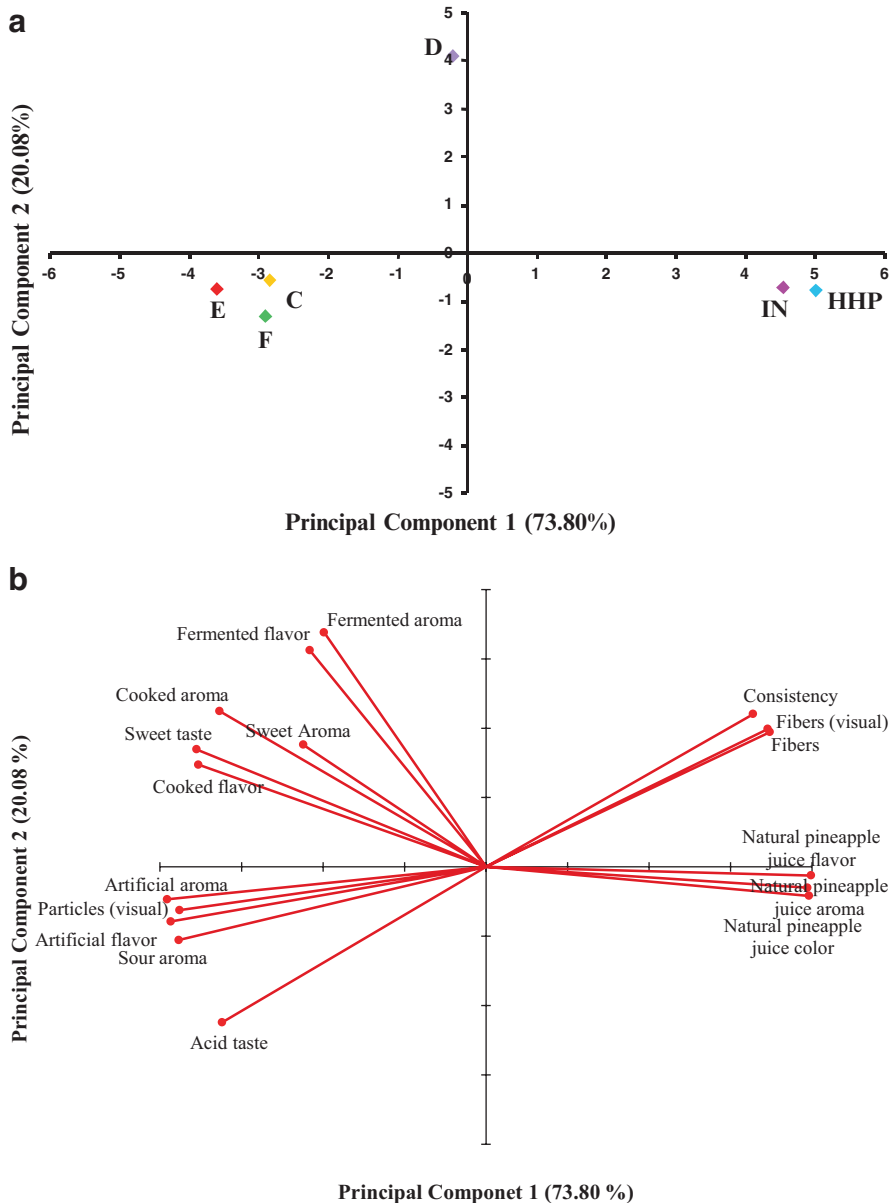 a
D
5
4
3
2
1
0
-1
-2
-3
-4
-5
-6
-5
-4
-3
-2
-1
0
1
2
3
4
5
6
E
C
F
IN
HHP
Principal Component 2 (20.08%)
Principal Component 1 (73.80%)
b
Fermented aroma
Fermented flavor
Cooked aroma
Sweet taste
Sweet Aroma
Cooked flavor
Consistency
Fibers (visual)
Fibers
Natural pineapple
juice flavor
Natural pineapple
juice aroma
Natural pineapple
juice color
Artificial aroma
Particles (visual)
Artificial flavor
Sour aroma
Acid taste
Principal Component 2 (20.08 %)
Principal Componet 1 (73.80 %)